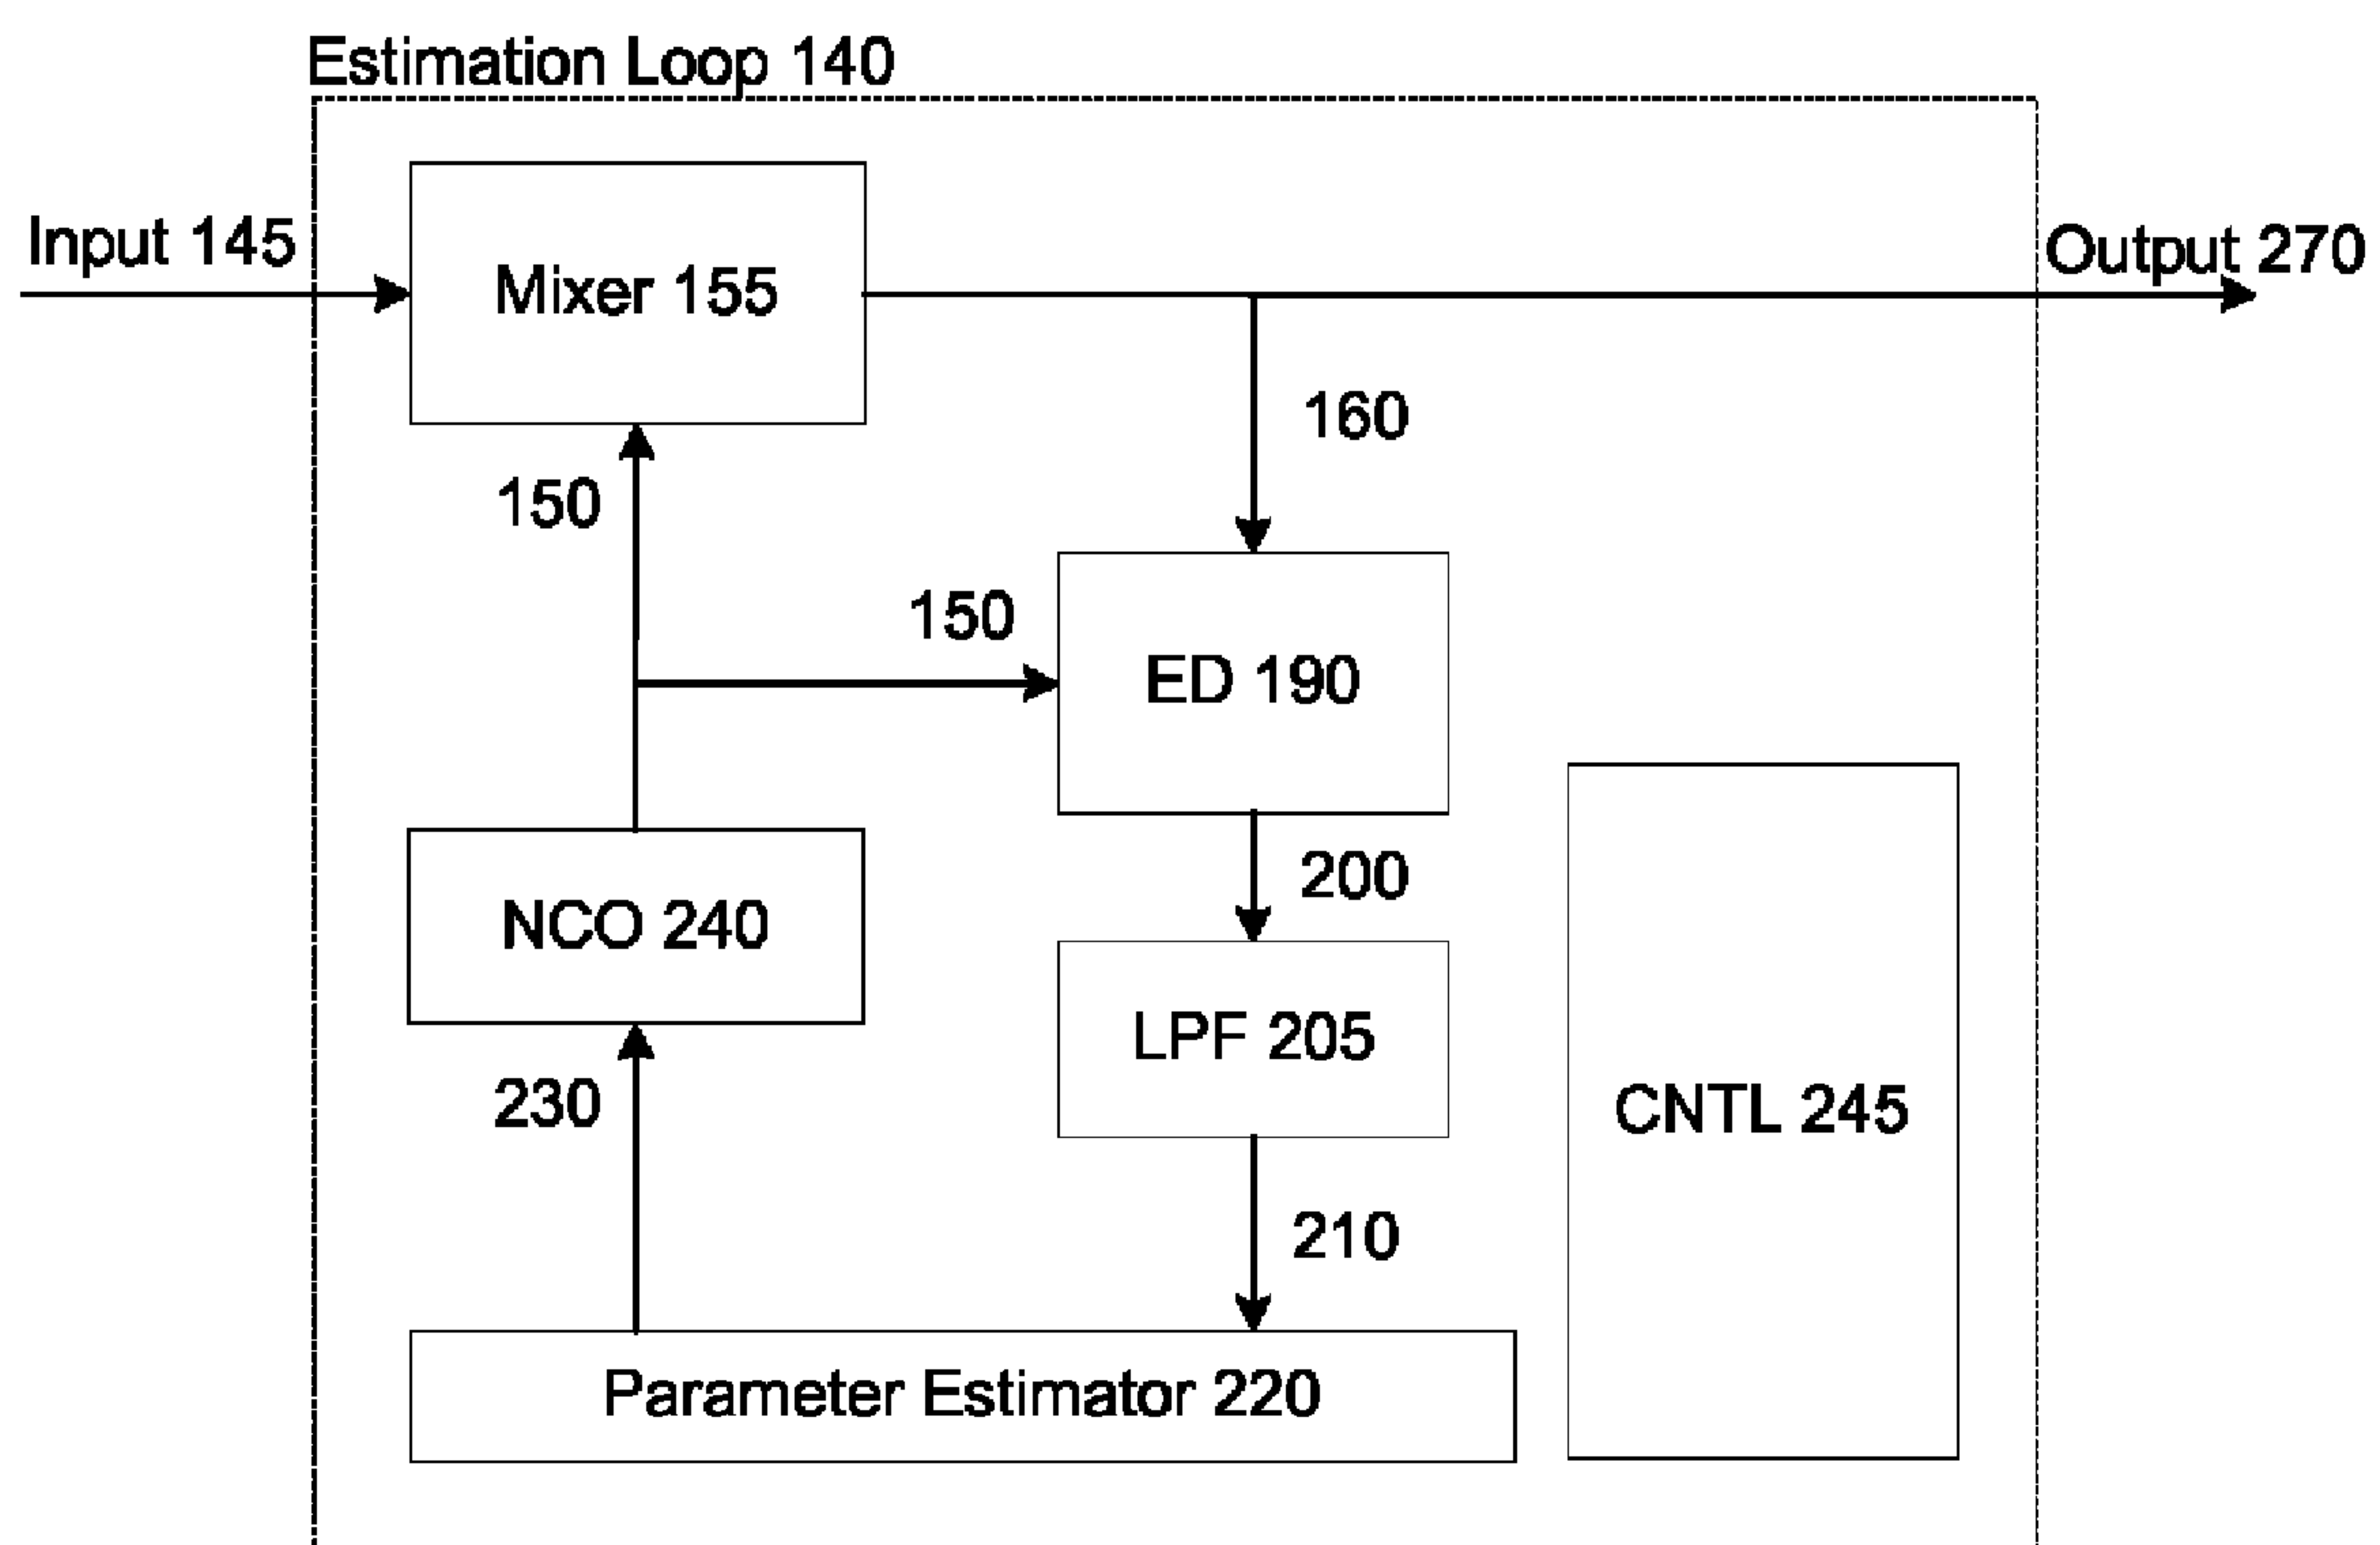 Estimation Loop 140
Input 145
Mixer 155
Output 270
160
150
150
ED 190
200
NCO 240
LPF 205
230
CNTL 245
210
Parameter Estimator 220